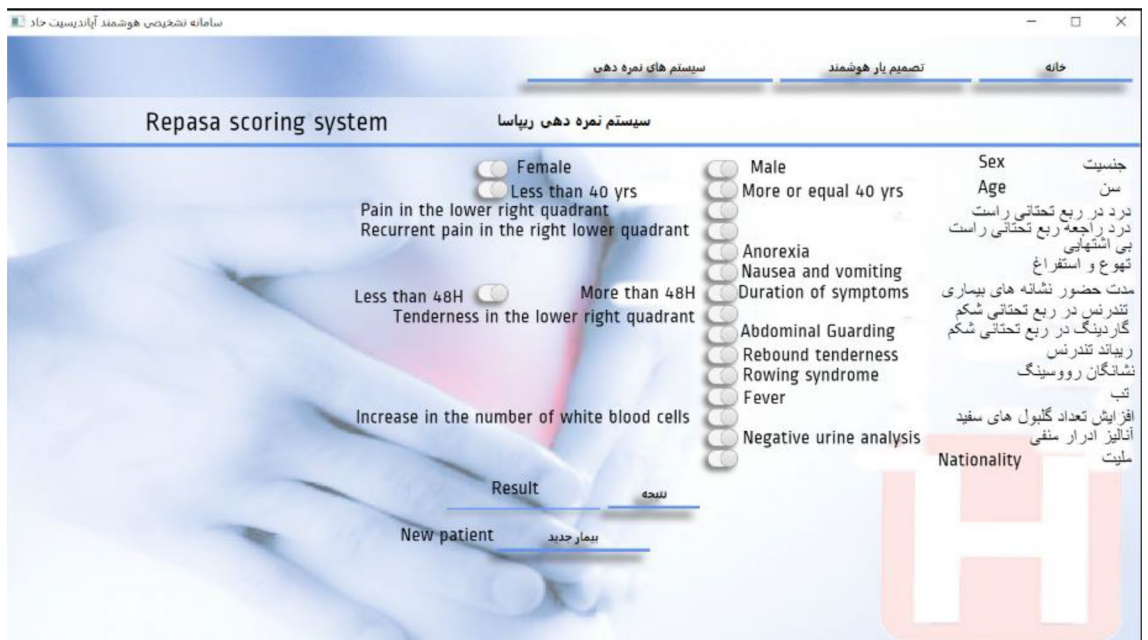 سامانه تشخیصی هوشمند آپاندیسیت حاد
خانه
تصمیم یار هوشمند
سیستم های نمره دهی
سیستم نمره دهی ریپاسا Repasa scoring system
جنسیت Sex Male Female
سن Age More or equal 40 yrs Less than 40 yrs
درد در ربع تحتانی راست Pain in the lower right quadrant
درد راجعه ربع تحتانی راست Recurrent pain in the right lower quadrant
بی اشتهایی Anorexia
تهوع و استفراغ Nausea and vomiting
مدت حضور نشانه های بیماری Duration of symptoms More than 48H Less than 48H
تندرنس در ربع تحتانی شکم Tenderness in the lower right quadrant
گاردینگ در ربع تحتانی شکم Abdominal Guarding
ریباند تندرنس Rebound tenderness
نشانگان رووسینگ Rowing syndrome
تب Fever
افزایش تعداد گلبول های سفید Increase in the number of white blood cells
آنالیز ادرار منفی Negative urine analysis
ملیت Nationality
نتیجه Result
بیمار جدید New patient
H